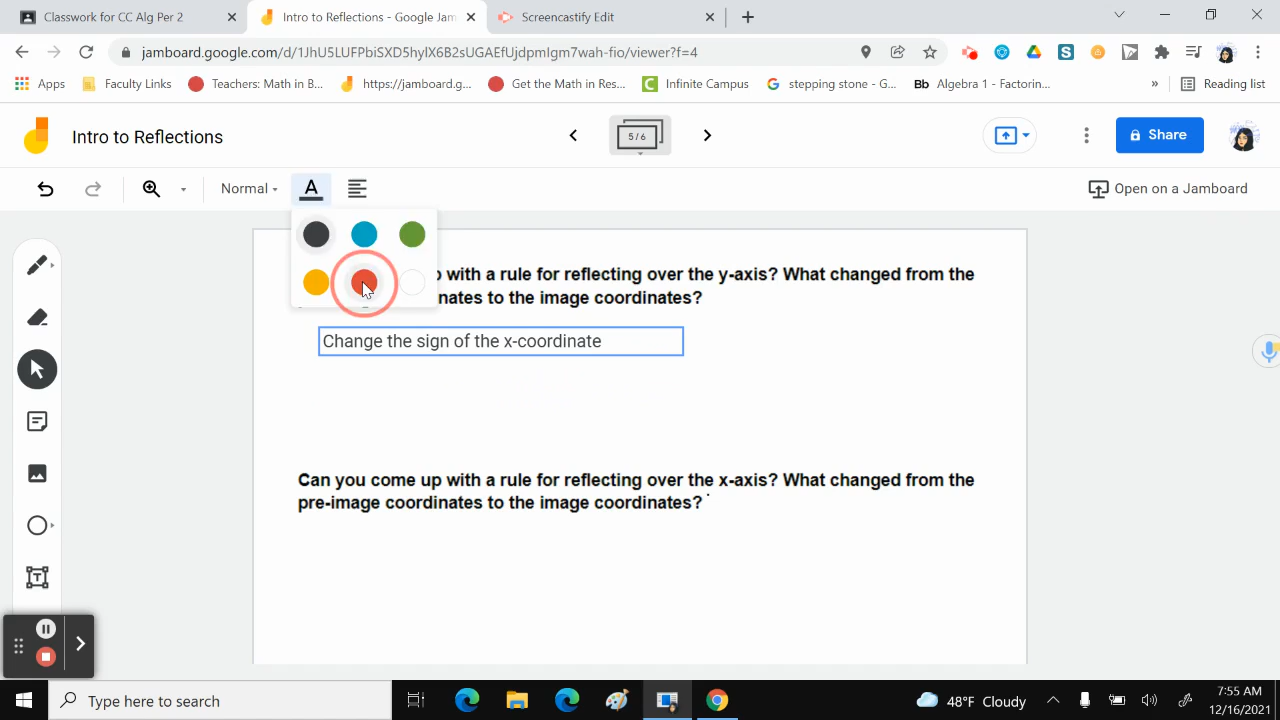 Classwork for CC Alg Per 2
Intro to Reflections - Google Jam
Screencastify Edit
jamboard.google.com/d/1JhU5LUFPbiSXD5hylX6B2sUGAEfUjdpmIgm7wah-fio/viewer?f=4
Apps
Faculty Links
Teachers: Math in B...
https://jamboard.g...
Get the Math in Res...
Infinite Campus
stepping stone - G...
Bb Algebra 1 - Factorin...
»
Reading list
Intro to Reflections
5/6
Share
Normal
A
Open on a Jamboard
up with a rule for reflecting over the y-axis? What changed from the
nates to the image coordinates?
Change the sign of the x-coordinate
Can you come up with a rule for reflecting over the x-axis? What changed from the
pre-image coordinates to the image coordinates?
T
Type here to search
48°F Cloudy
7:55 AM
12/16/2021